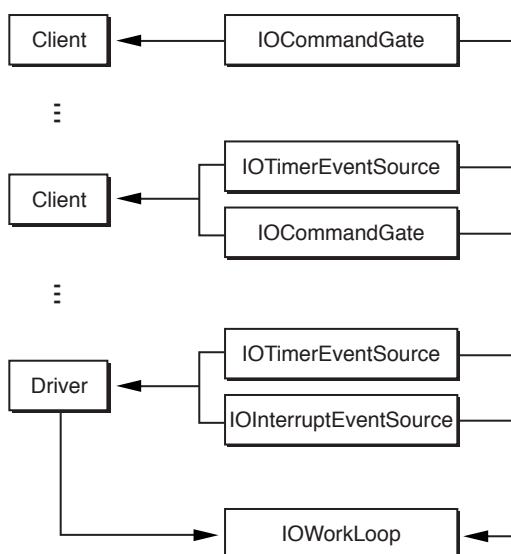 Client
IOCommandGate
Client
IOTimerEventSource
IOCommandGate
Driver
IOTimerEventSource
IOInterruptEventSource
IOWorkLoop